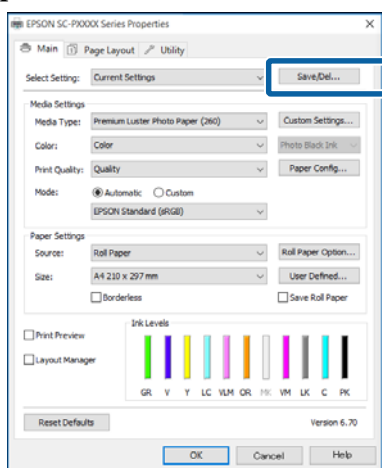 EPSON SC-PXXXX Series Properties
Main Page Layout Utility
Select Setting: Current Settings Save/Del...
Media Settings
Media Type: Premium Luster Photo Paper (260) Custom Settings...
Color: Color Photo Black Ink
Print Quality: Quality Paper Config...
Mode: Automatic Custom
EPSON Standard (sRGB)
Paper Settings
Source: Roll Paper Roll Paper Option...
Size: A4 210 x 297 mm User Defined...
Borderless Save Roll Paper
Ink Levels
Print Preview
Layout Manager
GR V Y LC VLM OR MK VM LK C PK
Reset Defaults Version 6.70
OK Cancel Help